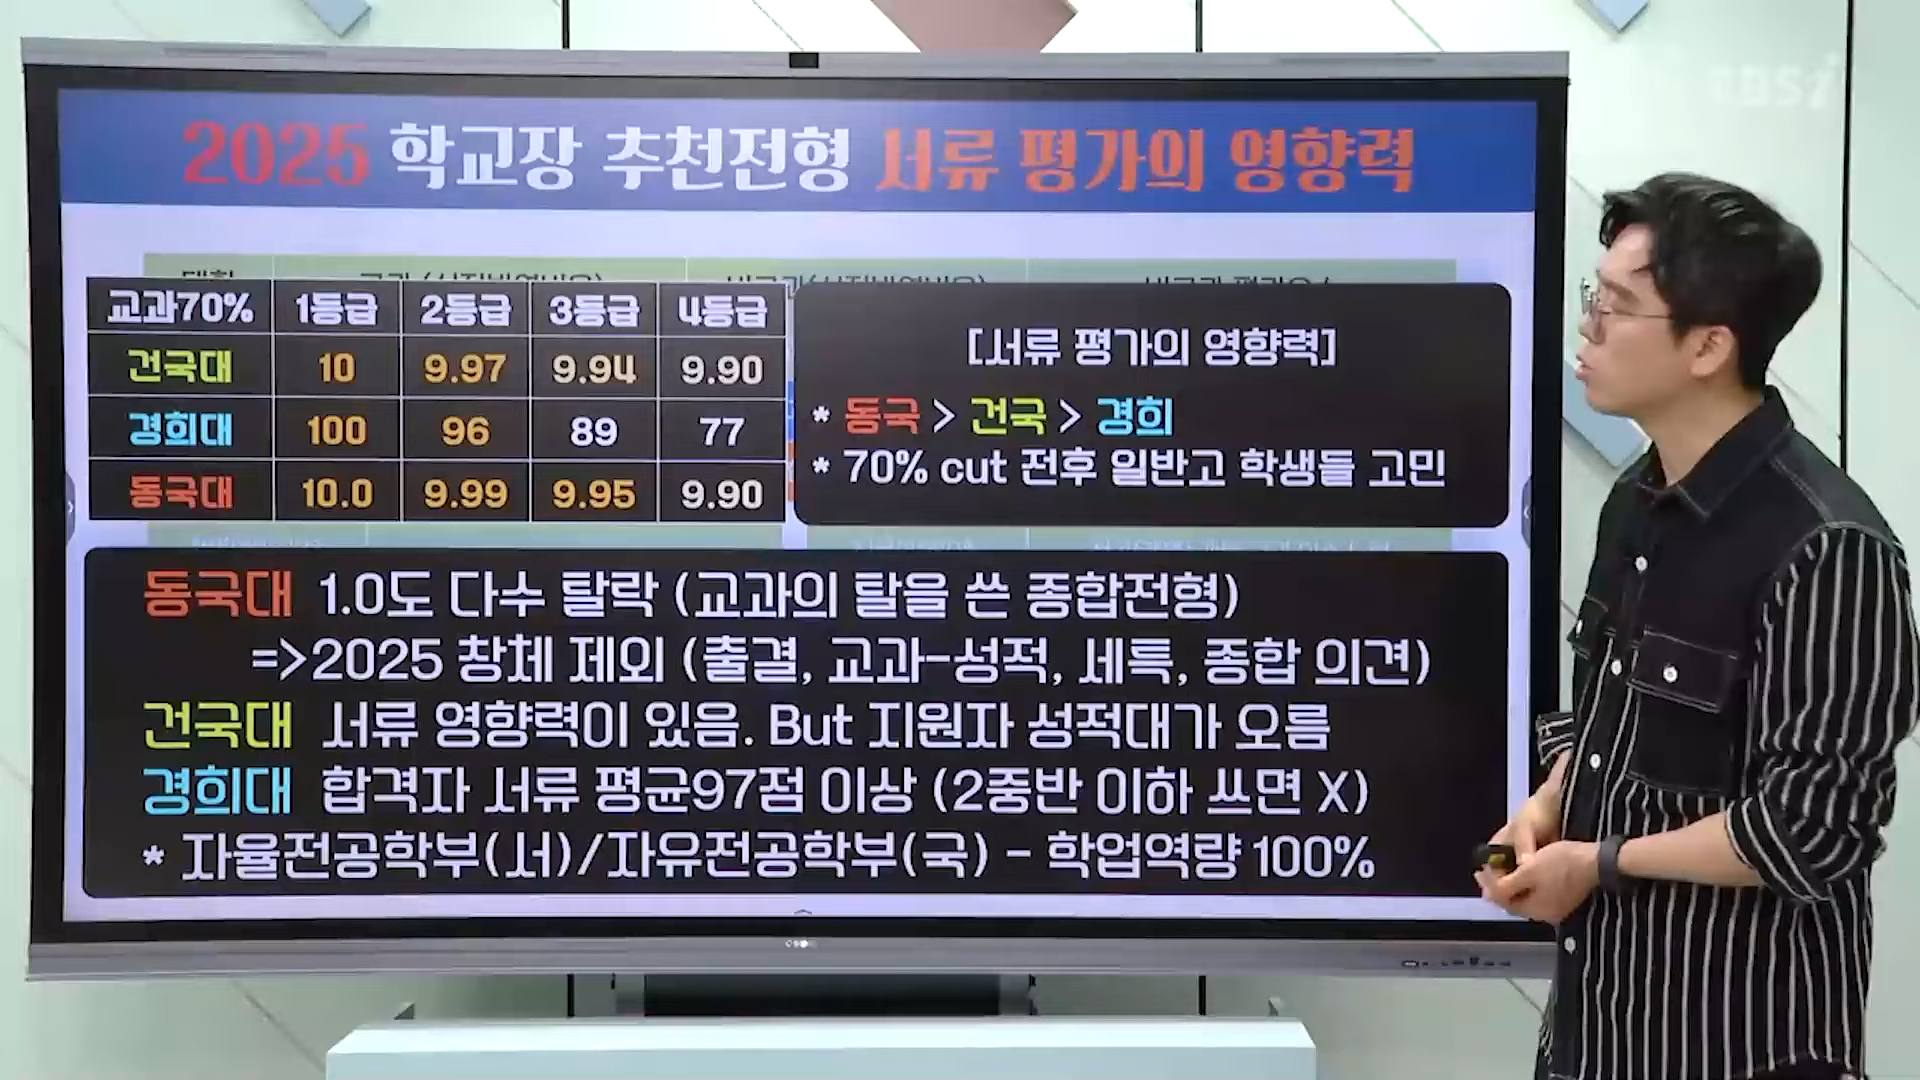 EBSi
2025 학교장 추천전형 서류 평가의 영향력
교과70% 1등급 2등급 3등급 4등급
건국대 10 9.97 9.94 9.90
경희대 100 96 89 77
동국대 10.0 9.99 9.95 9.90
[서류 평가의 영향력]
* 동국 > 건국 > 경희
* 70% cut 전후 일반고 학생들 고민
동국대 1.0도 다수 탈락 (교과의 탈을 쓴 종합전형)
=>2025 창체 제외 (출결, 교과-성적, 세특, 종합 의견)
건국대 서류 영향력이 있음. But 지원자 성적대가 오름
경희대 합격자 서류 평균97점 이상 (2중반 이하 쓰면 X)
* 자율전공학부(서)/자유전공학부(국) - 학업역량 100%